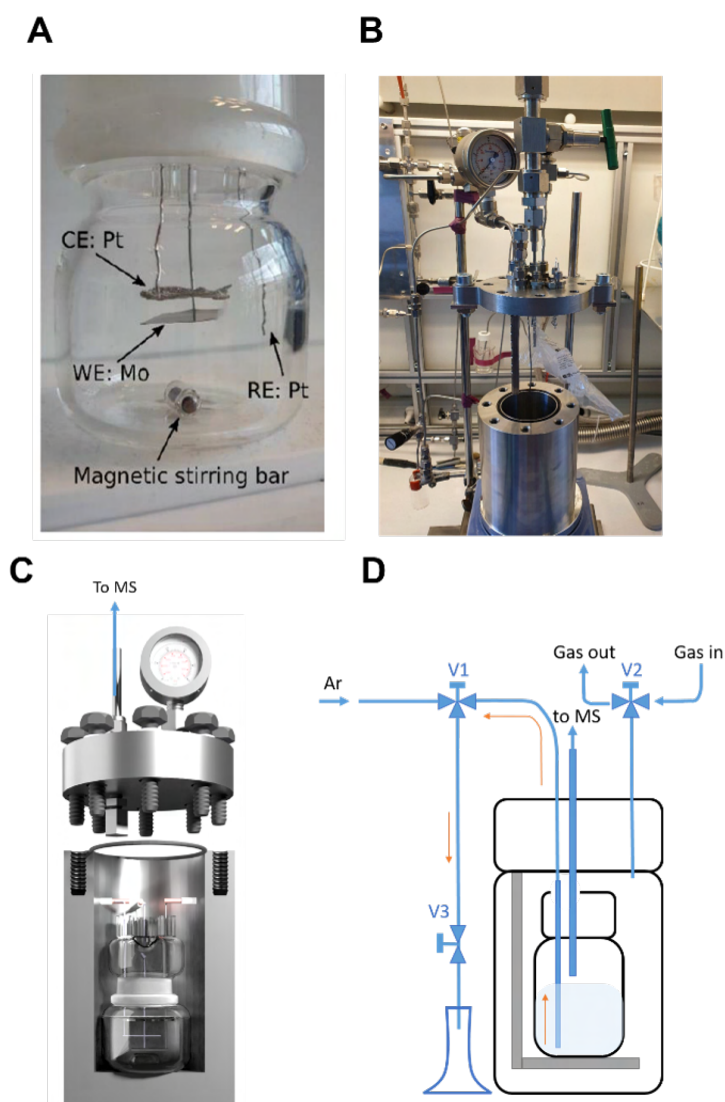 A
B
CE: Pt
WE: Mo
RE: Pt
Magnetic stirring bar
C
D
To MS
Ar
V1
Gas out
V2
Gas in
to MS
V3